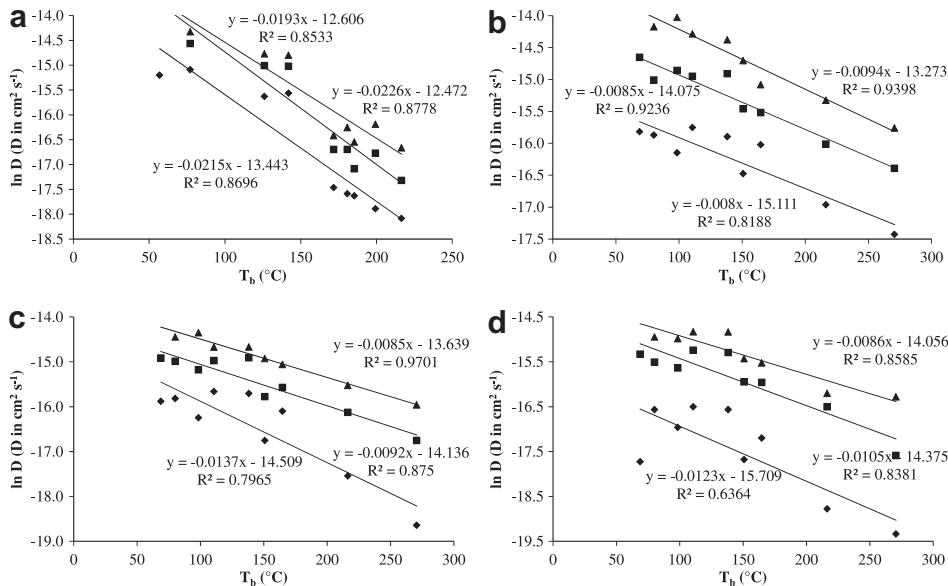 a
ln D (D in cm² s⁻¹)
-14.0
-14.5
-15.0
-15.5
-16.0
-16.5
-17.0
-17.5
-18.0
-18.5
y = -0.0193x - 12.606
R² = 0.8533
y = -0.0226x - 12.472
R² = 0.8778
y = -0.0215x - 13.443
R² = 0.8696
0 50 100 150 200 250
T_b (°C)
b
ln D (D in cm² s⁻¹)
-14.0
-14.5
-15.0
-15.5
-16.0
-16.5
-17.0
-17.5
y = -0.0094x - 13.273
R² = 0.9398
y = -0.0085x - 14.075
R² = 0.9236
y = -0.008x - 15.111
R² = 0.8188
0 50 100 150 200 250 300
T_b (°C)
c
ln D (D in cm² s⁻¹)
-14.0
-15.0
-16.0
-17.0
-18.0
-19.0
y = -0.0085x - 13.639
R² = 0.9701
y = -0.0092x - 14.136
R² = 0.875
y = -0.0137x - 14.509
R² = 0.7965
0 50 100 150 200 250 300
T_b (°C)
d
ln D (D in cm² s⁻¹)
-14.5
-15.5
-16.5
-17.5
-18.5
-19.5
y = -0.0086x - 14.056
R² = 0.8585
y = -0.0105x - 14.375
R² = 0.8381
y = -0.0123x - 15.709
R² = 0.6364
0 50 100 150 200 250 300
T_b (°C)